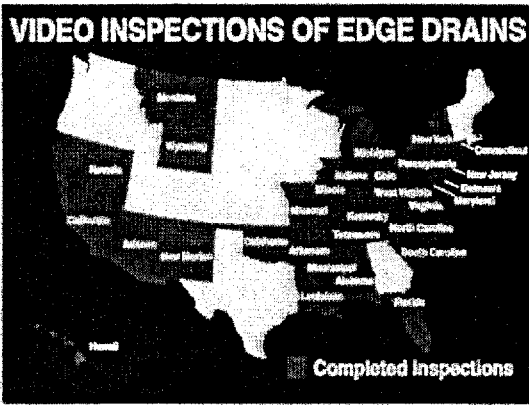 VIDEO INSPECTIONS OF EDGE DRAINS
Montana
Wyoming
Nevada
California
Arizona
New Mexico
Oklahoma
Arkansas
Missouri
Illinois
Indiana
Ohio
Michigan
New York
Connecticut
Pennsylvania
New Jersey
Delaware
Maryland
West Virginia
Virginia
Kentucky
Tennessee
North Carolina
South Carolina
Mississippi
Alabama
Louisiana
Florida
Hawaii
Completed Inspections